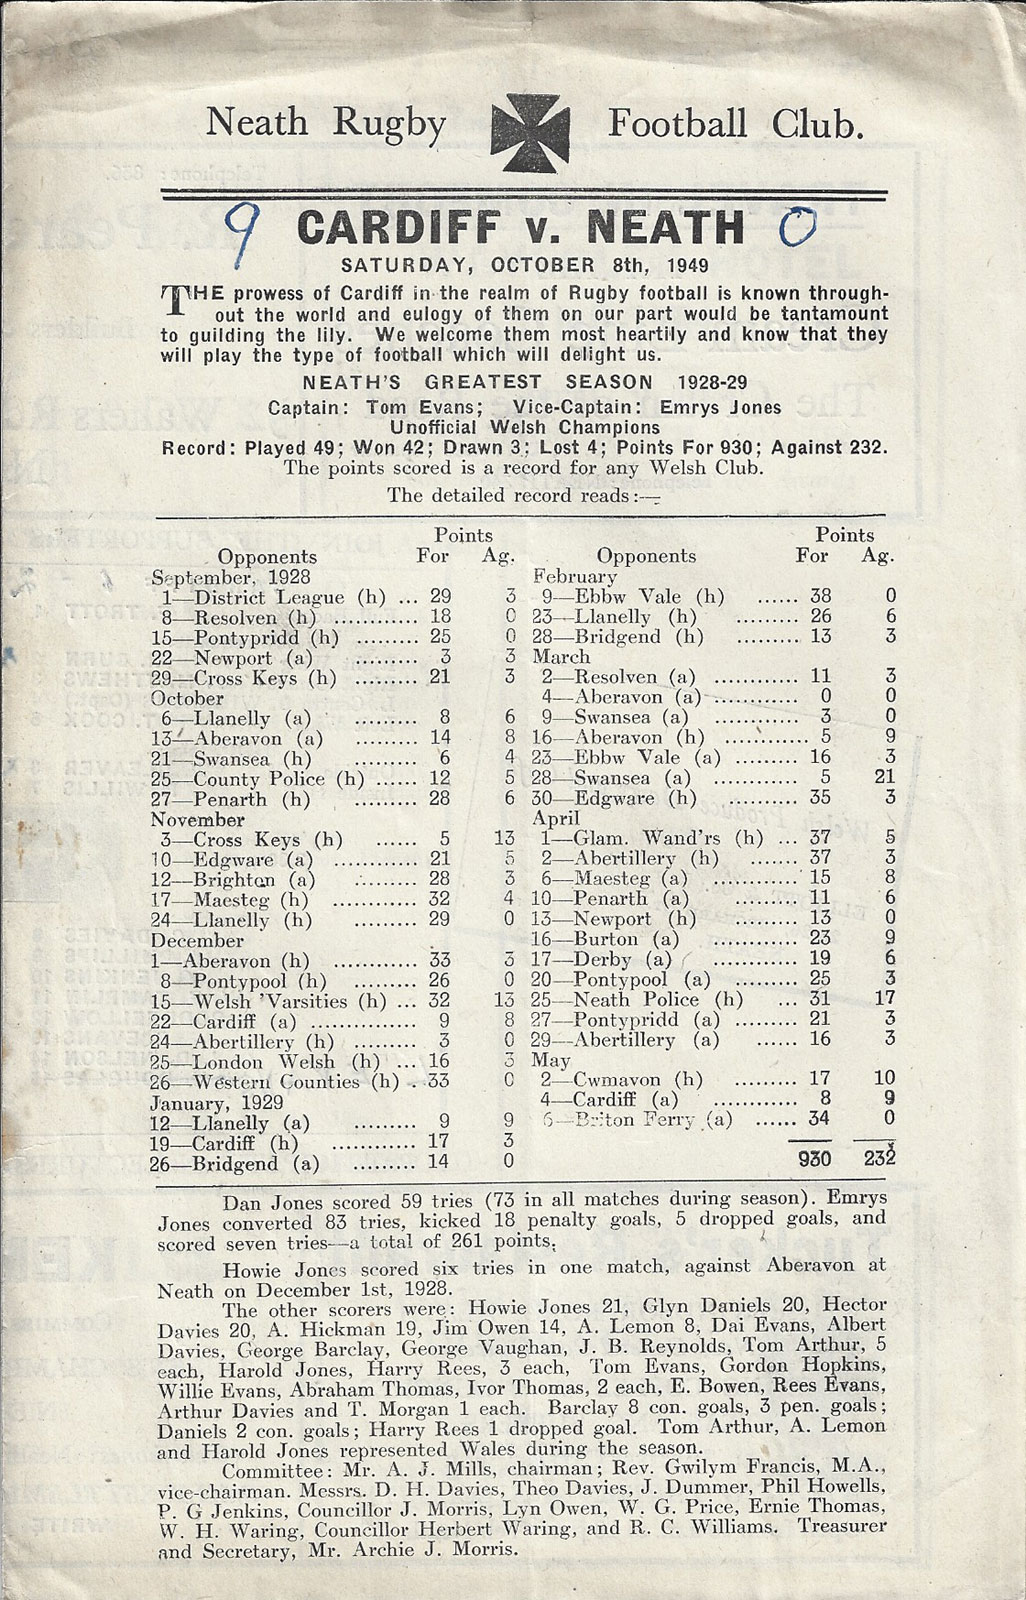 Neath Rugby Football Club.
9 CARDIFF v. NEATH 0
SATURDAY, OCTOBER 8th, 1949
THE prowess of Cardiff in the realm of Rugby football is known through-
out the world and eulogy of them on our part would be tantamount
to guilding the lily. We welcome them most heartily and know that they
will play the type of football which will delight us.
NEATH'S GREATEST SEASON 1928-29
Captain: Tom Evans; Vice-Captain: Emrys Jones
Unofficial Welsh Champions
Record: Played 49; Won 42; Drawn 3; Lost 4; Points For 930; Against 232.
The points scored is a record for any Welsh Club.
The detailed record reads:—
Points
Opponents For Ag.
September, 1928
1—District League (h) ... 29 3
8—Resolven (h) ............ 18 0
15—Pontypridd (h) ......... 25 0
22—Newport (a) ......... 3 3
29—Cross Keys (h) ......... 21 3
October
6—Llanelly (a) ......... 8 6
13—Aberavon (a) ......... 14 8
21—Swansea (h) ......... 6 4
25—County Police (h) ...... 12 5
27—Penarth (h) ......... 28 6
November
3—Cross Keys (h) ...... 5 13
10—Edgware (a) ............ 21 5
12—Brighton (a) ......... 28 3
17—Maesteg (h) ............ 32 4
24—Llanelly (h) ......... 29 0
December
1—Aberavon (h) ............ 33 3
8—Pontypool (h) ......... 26 0
15—Welsh 'Varsities (h) ... 32 13
22—Cardiff (a) ............... 9 8
24—Abertillery (h) ......... 3 0
25—London Welsh (h) ... 16 3
26—Western Counties (h) .. 33 0
January, 1929
12—Llanelly (a) ......... 9 9
19—Cardiff (h) ............ 17 3
26—Bridgend (a) ......... 14 0
Points
Opponents For Ag.
February
9—Ebbw Vale (h) ...... 38 0
23—Llanelly (h) ......... 26 6
28—Bridgend (h) ......... 13 3
March
2—Resolven (a) ............ 11 3
4—Aberavon (a) ............ 0 0
9—Swansea (a) ............ 3 0
16—Aberavon (h) ............ 5 9
23—Ebbw Vale (a) ......... 16 3
28—Swansea (a) ............ 5 21
30—Edgware (h) .......... 35 3
April
1—Glam. Wand'rs (h) ... 37 5
2—Abertillery (h) ....... 37 3
6—Maesteg (a) ............ 15 8
10—Penarth (a) ......... 11 6
13—Newport (h) ......... 13 0
16—Burton (a) ............ 23 9
17—Derby (a) ............ 19 6
20—Pontypool (a) ......... 25 3
25—Neath Police (h) ... 31 17
27—Pontypridd (a) ......... 21 3
29—Abertillery (a) ...... 16 3
May
2—Cwmavon (h) ......... 17 10
4—Cardiff (a) ............ 8 9
6—Briton Ferry (a) ...... 34 0
930 232
Dan Jones scored 59 tries (73 in all matches during season). Emrys
Jones converted 83 tries, kicked 18 penalty goals, 5 dropped goals, and
scored seven tries—a total of 261 points.
Howie Jones scored six tries in one match, against Aberavon at
Neath on December 1st, 1928.
The other scorers were: Howie Jones 21, Glyn Daniels 20, Hector
Davies 20, A. Hickman 19, Jim Owen 14, A. Lemon 8, Dai Evans, Albert
Davies, George Barclay, George Vaughan, J. B. Reynolds, Tom Arthur, 5
each, Harold Jones, Harry Rees, 3 each, Tom Evans, Gordon Hopkins,
Willie Evans, Abraham Thomas, Ivor Thomas, 2 each, E. Bowen, Rees Evans,
Arthur Davies and T. Morgan 1 each. Barclay 8 con. goals, 3 pen. goals;
Daniels 2 con. goals; Harry Rees 1 dropped goal. Tom Arthur, A. Lemon
and Harold Jones represented Wales during the season.
Committee: Mr. A. J. Mills, chairman; Rev. Gwilym Francis, M.A.,
vice-chairman. Messrs. D. H. Davies, Theo Davies, J. Dummer, Phil Howells,
P. G Jenkins, Councillor J. Morris, Lyn Owen, W. G. Price, Ernie Thomas,
W. H. Waring, Councillor Herbert Waring, and R. C. Williams. Treasurer
and Secretary, Mr. Archie J. Morris.